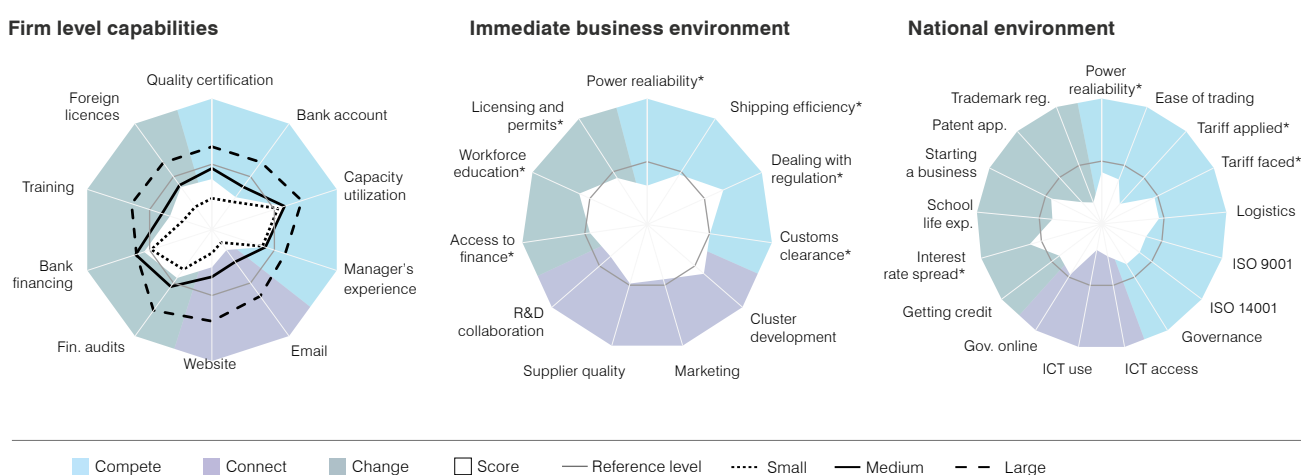 Firm level capabilities
Quality certification
Foreign
licences
Bank account
Training
Capacity
utilization
Bank
financing
Manager's
experience
Fin. audits
Email
Website
Immediate business environment
Power realiability*
Licensing and
permits*
Shipping efficiency*
Workforce
education*
Dealing with
regulation*
Access to
finance*
Customs
clearance*
R&D
collaboration
Cluster
development
Supplier quality
Marketing
National environment
Power
realiability*
Trademark reg.
Ease of trading
Patent app.
Tariff applied*
Starting
a business
Tariff faced*
School
life exp.
Logistics
Interest
rate spread*
ISO 9001
Getting credit
ISO 14001
Gov. online
Governance
ICT use
ICT access
Compete
Connect
Change
Score
Reference level
Small
Medium
Large